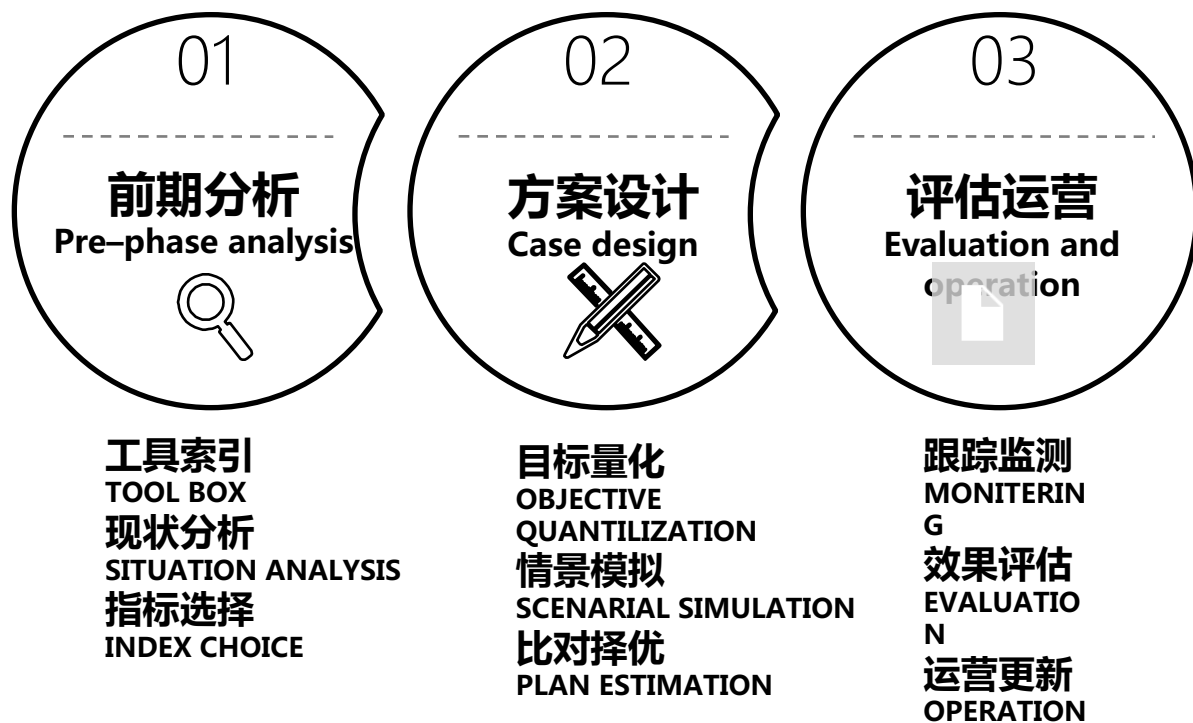 01
前期分析
Pre–phase analysis
工具索引
TOOL BOX
现状分析
SITUATION ANALYSIS
指标选择
INDEX CHOICE
02
方案设计
Case design
目标量化
OBJECTIVE
QUANTILIZATION
情景模拟
SCENARIAL SIMULATION
比对择优
PLAN ESTIMATION
03
评估运营
Evaluation and
operation
跟踪监测
MONITERIN
G
效果评估
EVALUATIO
N
运营更新
OPERATION